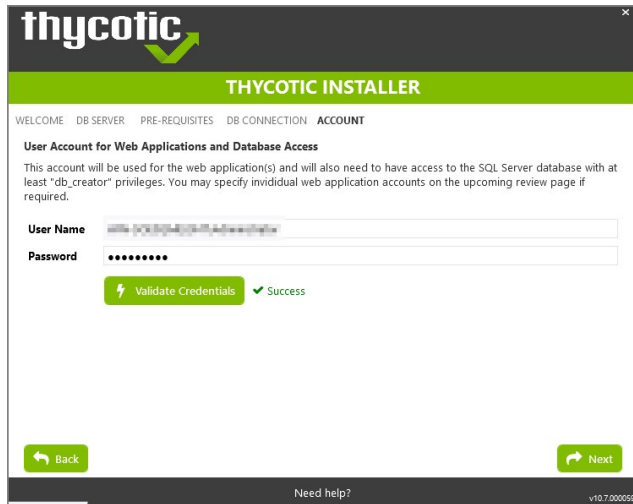 thycotic
×
THYCOTIC INSTALLER
WELCOME DB SERVER PRE-REQUISITES DB CONNECTION ACCOUNT
User Account for Web Applications and Database Access
This account will be used for the web application(s) and will also need to have access to the SQL Server database with at
least "db_creator" privileges. You may specify invididual web application accounts on the upcoming review page if
required.
User Name
Password •••••••••
Validate Credentials Success
Back Next
Need help?